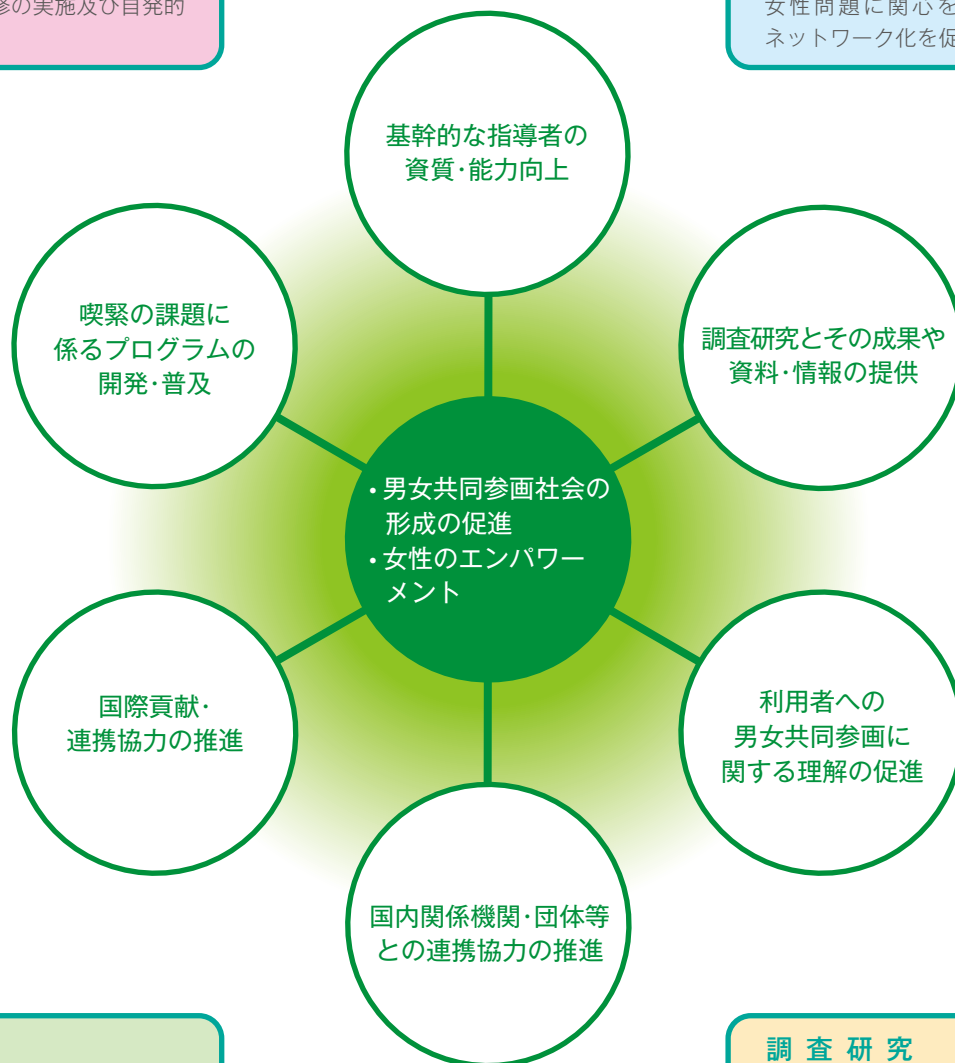 修の実施及び自発的
女性問題に関心を
ネットワーク化を促
基幹的な指導者の
資質・能力向上
喫緊の課題に
係るプログラムの
開発・普及
調査研究とその成果や
資料・情報の提供
・男女共同参画社会の
形成の促進
・女性のエンパワー
メント
国際貢献・
連携協力の推進
利用者への
男女共同参画に
関する理解の促進
国内関係機関・団体等
との連携協力の推進
調査研究